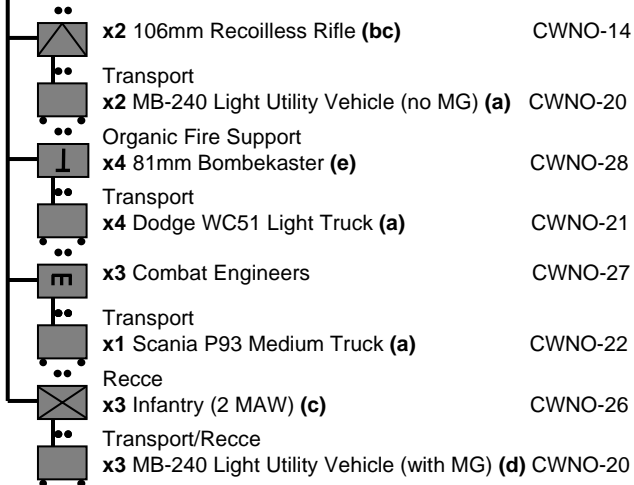 x2 106mm Recoilless Rifle (bc) CWNO-14
Transport
x2 MB-240 Light Utility Vehicle (no MG) (a) CWNO-20
Organic Fire Support
x4 81mm Bombekaster (e) CWNO-28
Transport
x4 Dodge WC51 Light Truck (a) CWNO-21
x3 Combat Engineers CWNO-27
Transport
x1 Scania P93 Medium Truck (a) CWNO-22
Recce
x3 Infantry (2 MAW) (c) CWNO-26
Transport/Recce
x3 MB-240 Light Utility Vehicle (with MG) (d) CWNO-20